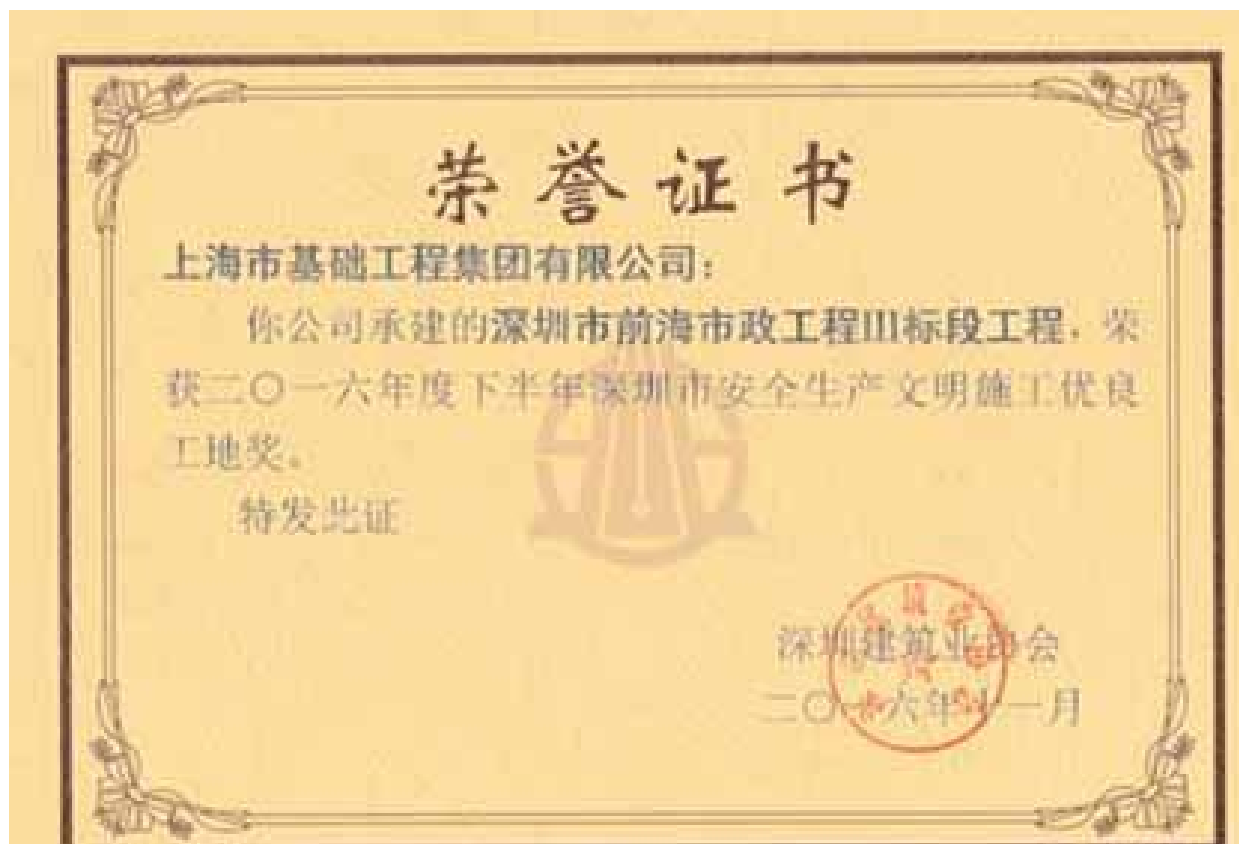 荣誉证书
上海市基础工程集团有限公司：
你公司承建的深圳市前海市政工程III标段工程，荣
获二〇一六年度下半年深圳市安全生产文明施工优良
工地奖。
特发此证
深圳建筑业协会
二〇一六年十一月